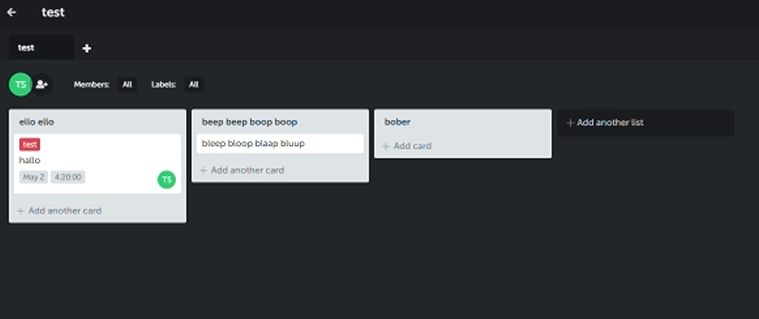 test
test
TS
Members: All Labels: All
ello ello
test
hallo
May 2 4:20:00
TS
+ Add another card
beep beep boop boop
bleep bloop blaap bluup
+ Add another card
bober
+ Add card
+ Add another list